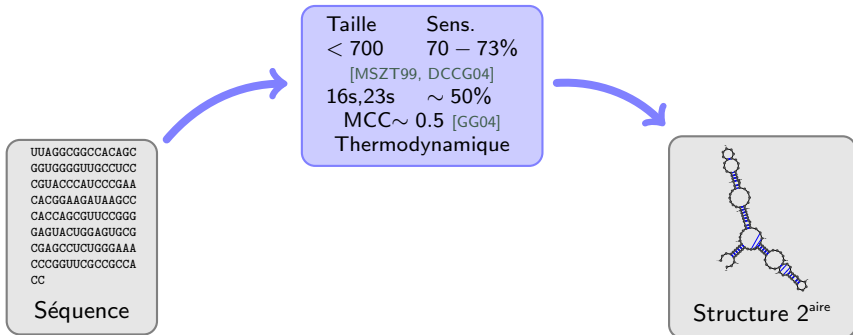 Taille Sens.
< 700 70 – 73%
[MSZT99, DCCG04]
16s,23s ∼ 50%
MCC∼ 0.5 [GG04]
Thermodynamique
UUAGGCGGCCACAGC
GGUGGGGUUGCCUCC
CGUACCCAUCCCGAA
CACGGAAGAUAAGCC
CACCAGCGUUCCGGG
GAGUACUGGAGUGCG
CGAGCCUCUGGGAAA
CCCGGUUCGCCGCCA
CC
Séquence
Structure 2aire